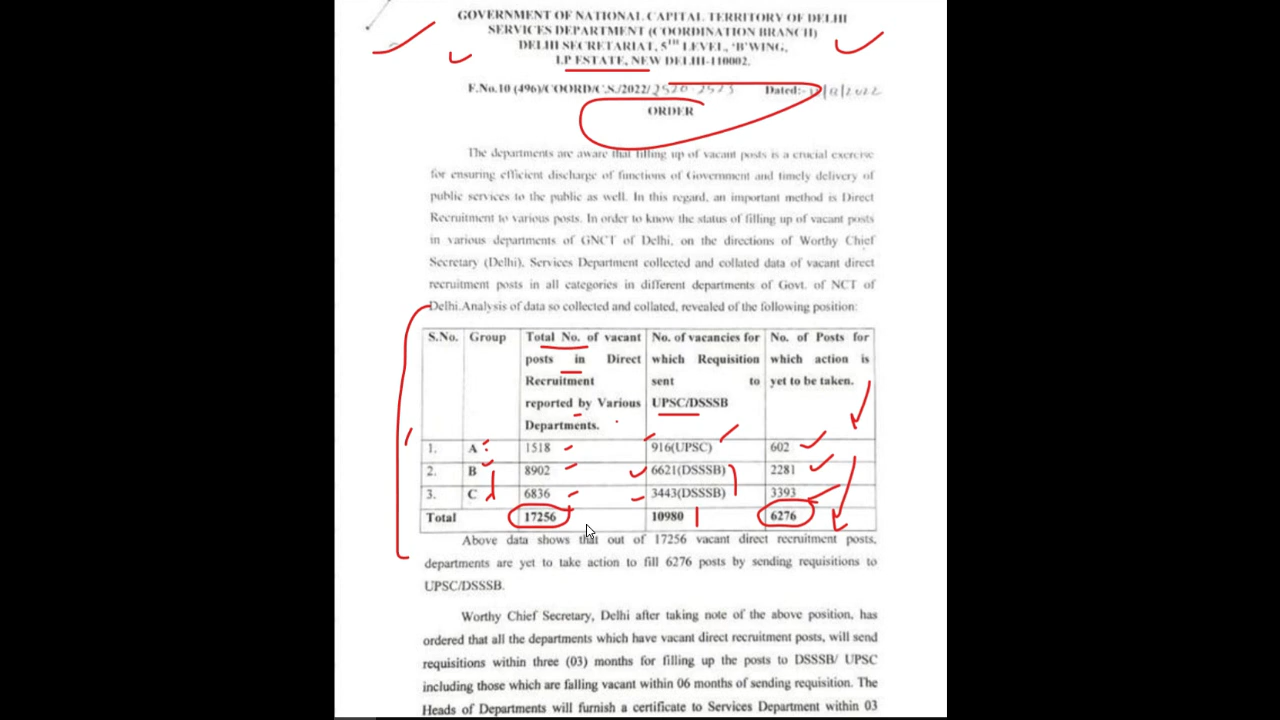 GOVERNMENT OF NATIONAL CAPITAL TERRITORY OF DELHI
SERVICES DEPARTMENT (COORDINATION BRANCH)
DELHI SECRETARIAT, 5TH LEVEL, 'B'WING,
I.P ESTATE, NEW DELHI-110002.
F.No.10 (496)/COORD/C.S./2022/2520-2523 Dated:- /8/2022
ORDER
The departments are aware that filling up of vacant posts is a crucial exercise
for ensuring efficient discharge of functions of Government and timely delivery of
public services to the public as well. In this regard, an important method is Direct
Recruitment to various posts. In order to know the status of filling up of vacant posts
in various departments of GNCT of Delhi, on the directions of Worthy Chief
Secretary (Delhi), Services Department collected and collated data of vacant direct
recruitment posts in all categories in different departments of Govt. of NCT of
Delhi.Analysis of data so collected and collated, revealed of the following position:
S.No. Group Total No. of vacant No. of vacancies for No. of Posts for
posts in Direct which Requisition which action is
Recruitment sent to yet to be taken.
reported by Various UPSC/DSSSB
Departments.
1. A 1518 916(UPSC) 602
2. B 8902 6621(DSSSB) 2281
3. C 6836 3443(DSSSB) 3393
Total 17256 10980 6276
Above data shows that out of 17256 vacant direct recruitment posts,
departments are yet to take action to fill 6276 posts by sending requisitions to
UPSC/DSSSB.
Worthy Chief Secretary, Delhi after taking note of the above position, has
ordered that all the departments which have vacant direct recruitment posts, will send
requisitions within three (03) months for filling up the posts to DSSSB/ UPSC
including those which are falling vacant within 06 months of sending requisition. The
Heads of Departments will furnish a certificate to Services Department within 03